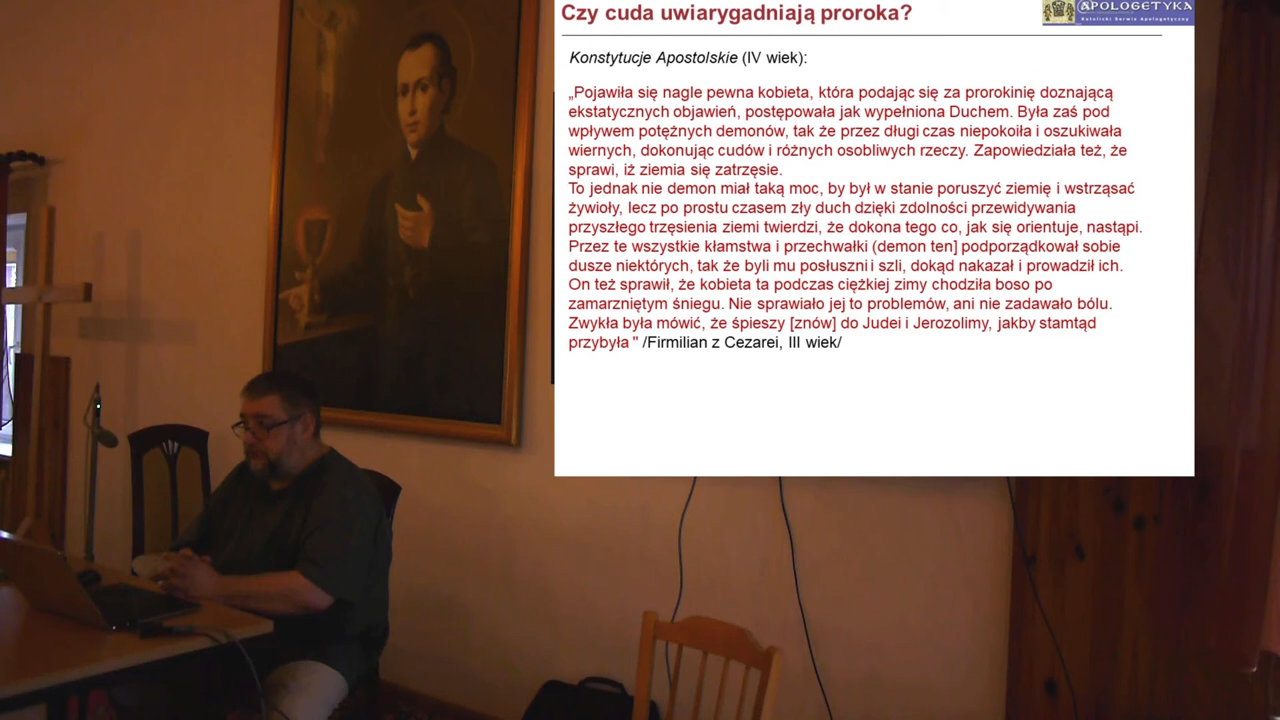 Czy cuda uwiarygadniają proroka?
APOLOGETYKA
Katolicki Serwis Apologetyczny
Konstytucje Apostolskie (IV wiek):
„Pojawiła się nagle pewna kobieta, która podając się za prorokinię doznającą
ekstatycznych objawień, postępowała jak wypełniona Duchem. Była zaś pod
wpływem potężnych demonów, tak że przez długi czas niepokoiła i oszukiwała
wiernych, dokonując cudów i różnych osobliwych rzeczy. Zapowiedziała też, że
sprawi, iż ziemia się zatrzęsie.
To jednak nie demon miał taką moc, by był w stanie poruszyć ziemię i wstrząsać
żywioły, lecz po prostu czasem zły duch dzięki zdolności przewidywania
przyszłego trzęsienia ziemi twierdzi, że dokona tego co, jak się orientuje, nastąpi.
Przez te wszystkie kłamstwa i przechwałki (demon ten] podporządkował sobie
dusze niektórych, tak że byli mu posłuszni i szli, dokąd nakazał i prowadził ich.
On też sprawił, że kobieta ta podczas ciężkiej zimy chodziła boso po
zamarzniętym śniegu. Nie sprawiało jej to problemów, ani nie zadawało bólu.
Zwykła była mówić, że śpieszy [znów] do Judei i Jerozolimy, jakby stamtąd
przybyła " /Firmilian z Cezarei, III wiek/